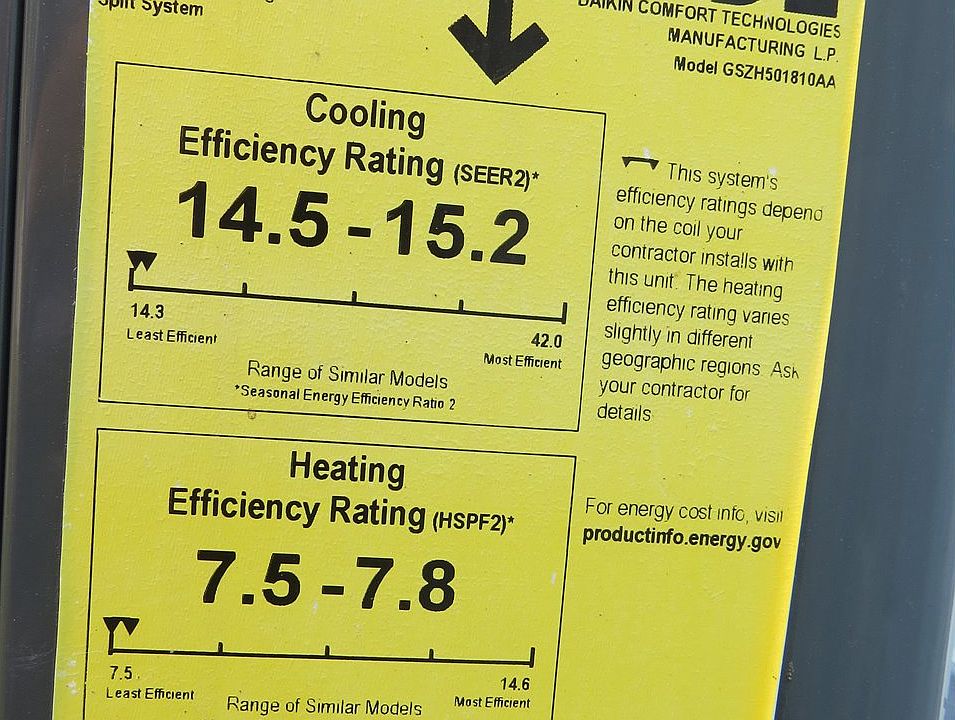 Split System
DAIKIN COMFORT TECHNOLOGIES
MANUFACTURING L.P.
Model GSZH501810AA
Cooling
Efficiency Rating (SEER2)*
14.5 - 15.2
14.3
Least Efficient
42.0
Most Efficient
Range of Similar Models
*Seasonal Energy Efficiency Ratio 2
This system's
efficiency ratings depend
on the coil your
contractor installs with
this unit. The heating
efficiency rating varies
slightly in different
geographic regions. Ask
your contractor for
details
Heating
Efficiency Rating (HSPF2)*
7.5 - 7.8
7.5
Least Efficient
14.6
Most Efficient
Range of Similar Models
For energy cost info, visit
productinfo.energy.gov